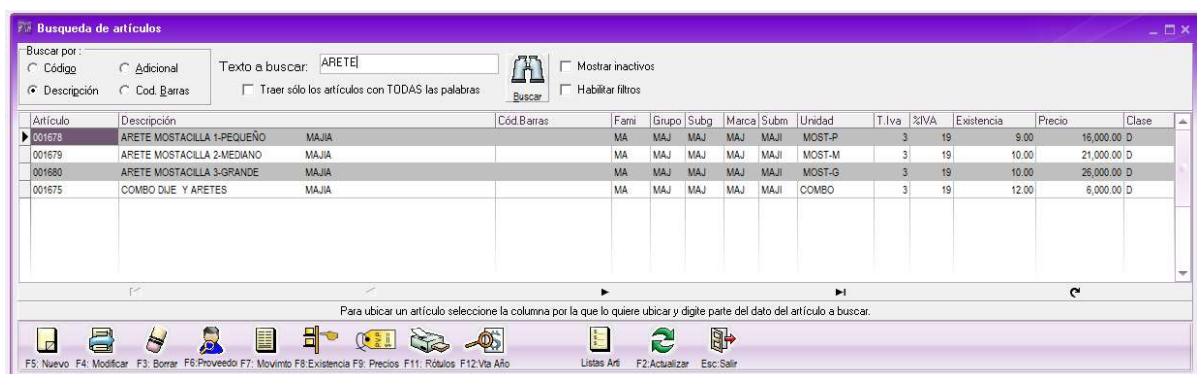 Busqueda de artículos
Buscar por :
Código
Adicional
Descripción
Cod. Barras
Texto a buscar: ARETE
Traer sólo los artículos con TODAS las palabras
Buscar
Mostrar inactivos
Habilitar filtros
Artículo Descripción Cód.Barras Fami Grupo Subg Marca Subm Unidad T.Iva %IVA Existencia Precio Clase
001678 ARETE MOSTACILLA 1-PEQUEÑO MAJIA MA MAJ MAJ MAJ MAJI MOST-P 3 19 9.00 16,000.00 D
001679 ARETE MOSTACILLA 2-MEDIANO MAJIA MA MAJ MAJ MAJ MAJI MOST-M 3 19 10.00 21,000.00 D
001680 ARETE MOSTACILLA 3-GRANDE MAJIA MA MAJ MAJ MAJ MAJI MOST-G 3 19 10.00 26,000.00 D
001675 COMBO DIJE Y ARETES MAJIA MA MAJ MAJ MAJ MAJI COMBO 3 19 12.00 6,000.00 D
Para ubicar un artículo seleccione la columna por la que lo quiere ubicar y digite parte del dato del artículo a buscar.
F5: Nuevo F4: Modificar F3: Borrar F6:Proveedo F7: Movimto F8:Existencia F9: Precios F11: Rótulos F12:Vta Año Listas Arti F2:Actualizar Esc:Salir